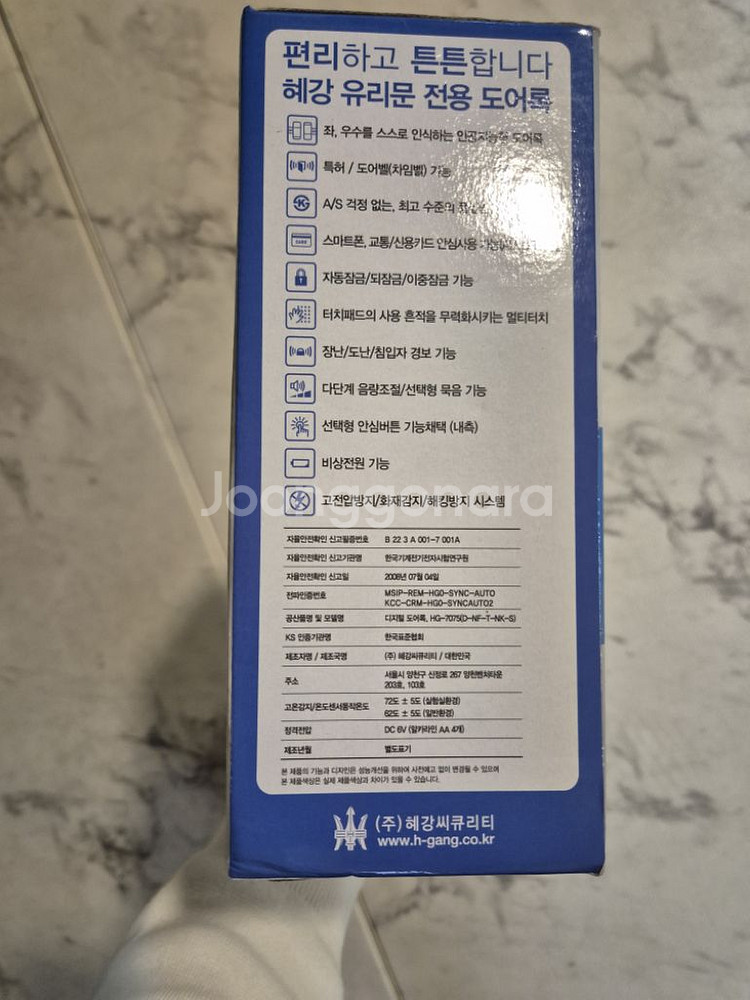 편리하고 튼튼합니다
혜강 유리문 전용 도어록
좌, 우수를 스스로 인식하는 인공지능형 도어록
특허 / 도어벨(차임벨) 기능
A/S 걱정 없는, 최고 수준의
CARD
스마트폰, 교통/신용카드 안심사용
자동잠금/되잠금/이중잠금 기능
터치패드의 사용 흔적을 무력화시키는 멀티터치
장난/도난/침입자 경보 기능
다단계 음량조절/선택형 묵음 기능
선택형 안심버튼 기능채택 (내측)
비상전원 기능
고전압방지/화재감지/해킹방지 시스템
Joonggonara
자율안전확인 신고필증번호 B 22 3 A 001-7 001A
자율안전확인 신고기관명 한국기계전기전자시험연구원
자율안전확인 신고일 2008년 07월 04일
전파인증번호 MSIP-REM-HG0-SYNC-AUTO
KCC-CRM-HG0-SYNCAUTO2
공산품명 및 모델명 디지털 도어록, HG-7075(D-NF-T-NK-S)
KS 인증기관명 한국표준협회
제조자명 / 제조국명 (주) 혜강씨큐리티 / 대한민국
주소 서울시 양천구 신정로 267 양천벤처타운
203호, 103호
고온감지/온도센서동작온도 72도 ± 5도 (실험실환경)
62도 ± 5도 (일반환경)
정격전압 DC 6V (알카라인 AA 4개)
제조년월 별도표기
본 제품의 기능과 디자인은 성능개선을 위하여 사전예고 없이 변경될 수 있으며
본 제품색상은 실제 제품색상과 차이가 있을 수 있습니다.
(주)혜강씨큐리티
www.h-gang.co.kr